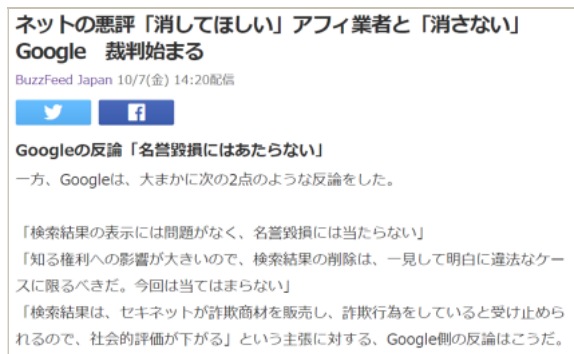 ネットの悪評「消してほしい」アフィ業者と「消さない」
Google　裁判始まる
BuzzFeed Japan 10/7(金) 14:20配信
Googleの反論「名誉毀損にはあたらない」
一方、Googleは、大まかに次の2点のような反論をした。
「検索結果の表示には問題がなく、名誉毀損には当たらない」
「知る権利への影響が大きいので、検索結果の削除は、一見して明白に違法なケー
スに限るべきだ。今回は当てはまらない」
「検索結果は、セキネットが詐欺商材を販売し、詐欺行為をしていると受け止めら
れるので、社会的評価が下がる」という主張に対する、Google側の反論はこうだ。